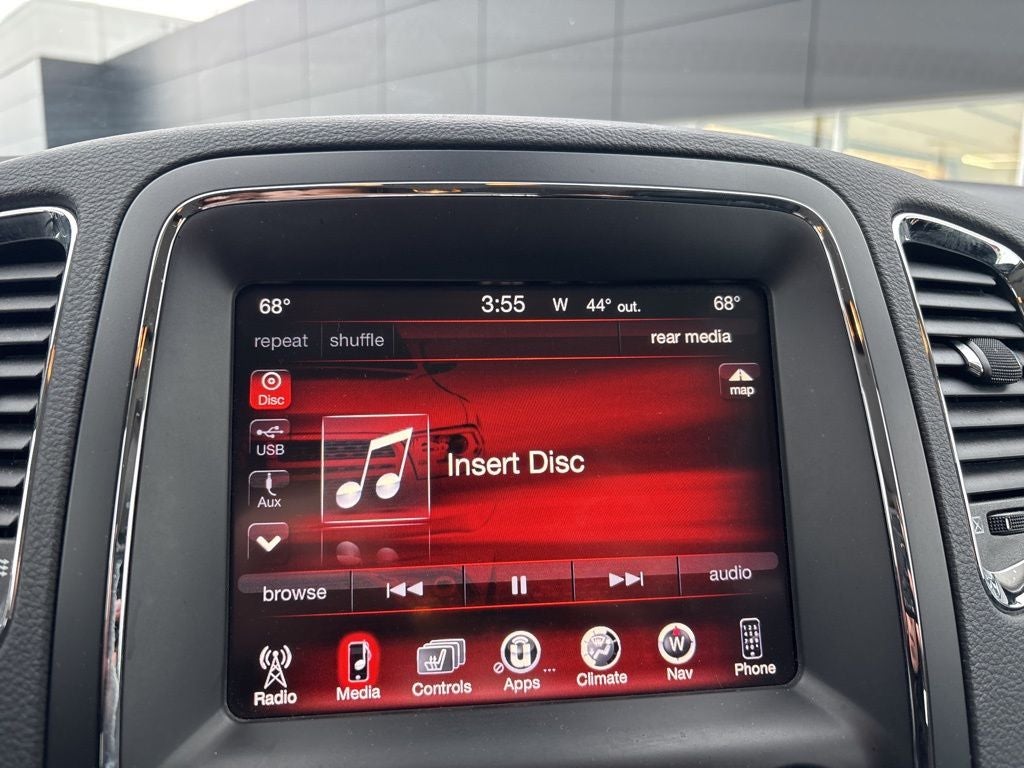 68° 3:55 W 44° out. 68°
repeat shuffle rear media
Disc
map
USB
Insert Disc
Aux
browse audio
Radio Media Controls Apps ... Climate W Nav Phone